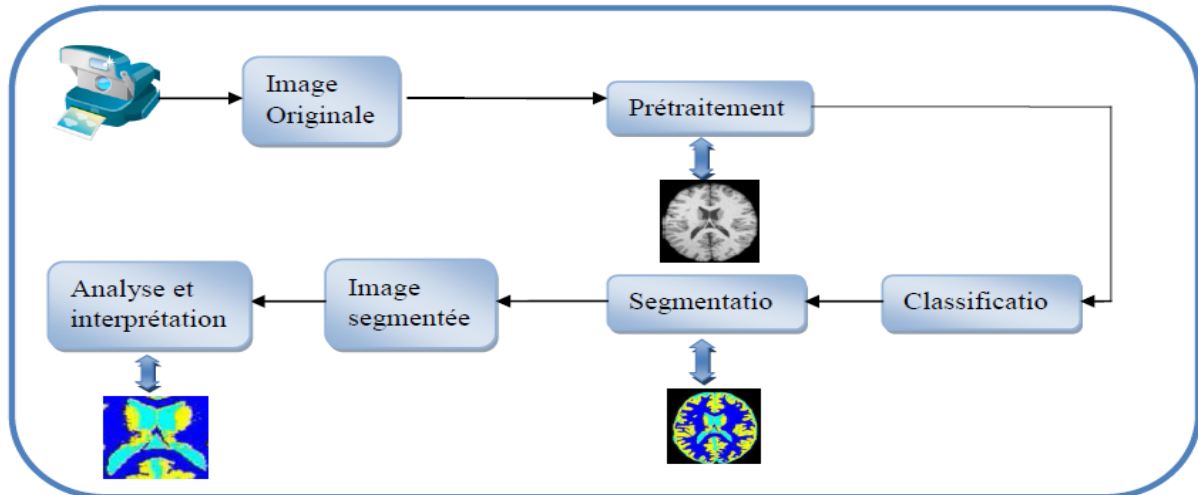 Image
Originale
Prétraitement
Classificatio
Segmentatio
Image
segmentée
Analyse et
interprétation